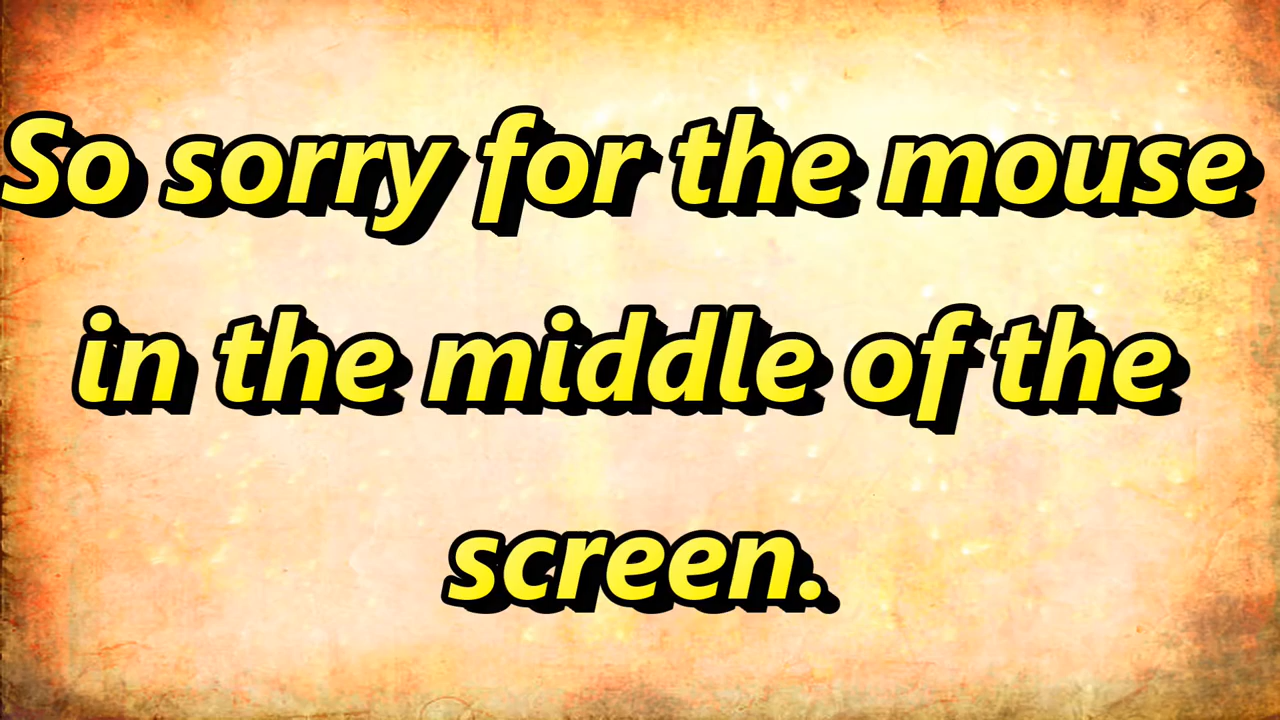 So sorry for the mouse
in the middle of the
screen.